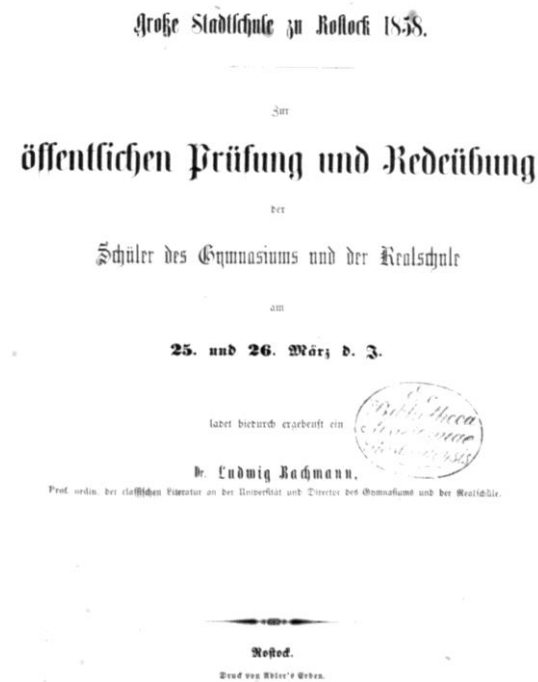 Große Stadtschule zu Rostock 1858.
Zur
öffentlichen Prüfung und Redeübung
der
Schüler des Gymnasiums und der Realschule
am
25. und 26. März d. J.
ladet hiedurch ergebenst ein
Dr. Ludwig Bachmann,
Prof. ordin. der classischen Literatur an der Universität und Director des Gymnasiums und der Realschule.
Bibliotheca
Rostock.
Druck von Adler's Erben.